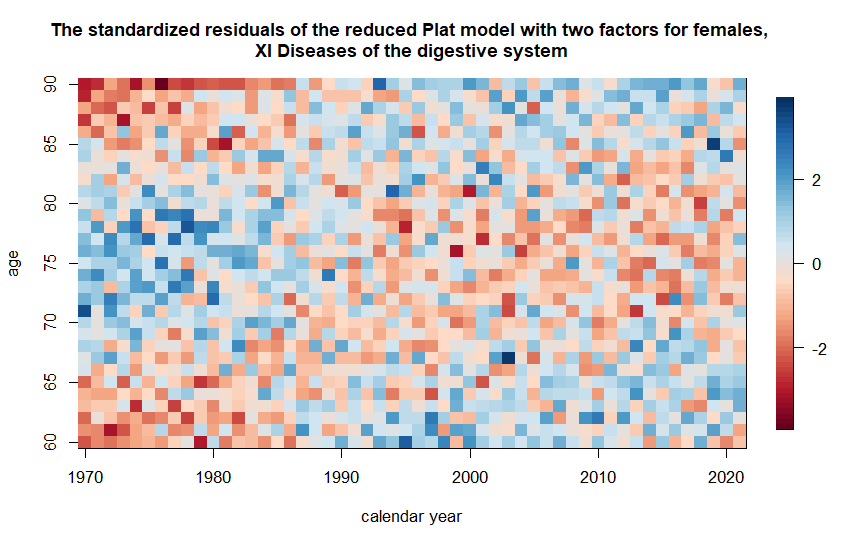 The standardized residuals of the reduced Plat model with two factors for females,
XI Diseases of the digestive system
90
85
80
75
70
65
60
age
1970 1980 1990 2000 2010 2020
calendar year
2
0
-2